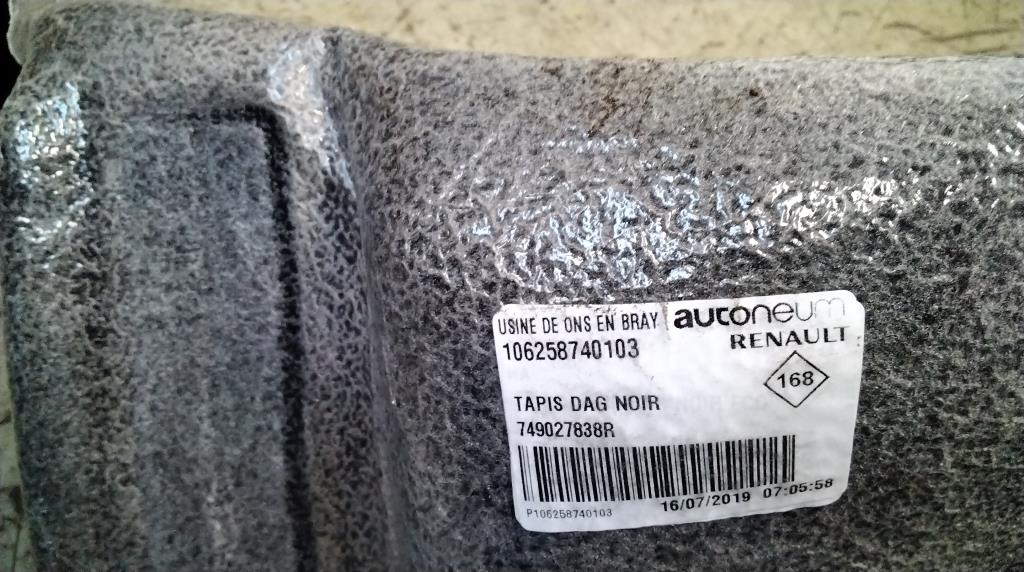 USINE DE ONS EN BRAY autoneum
106258740103 RENAULT
168
TAPIS DAG NOIR
749027838R
16/07/2019 07:05:58
P106258740103